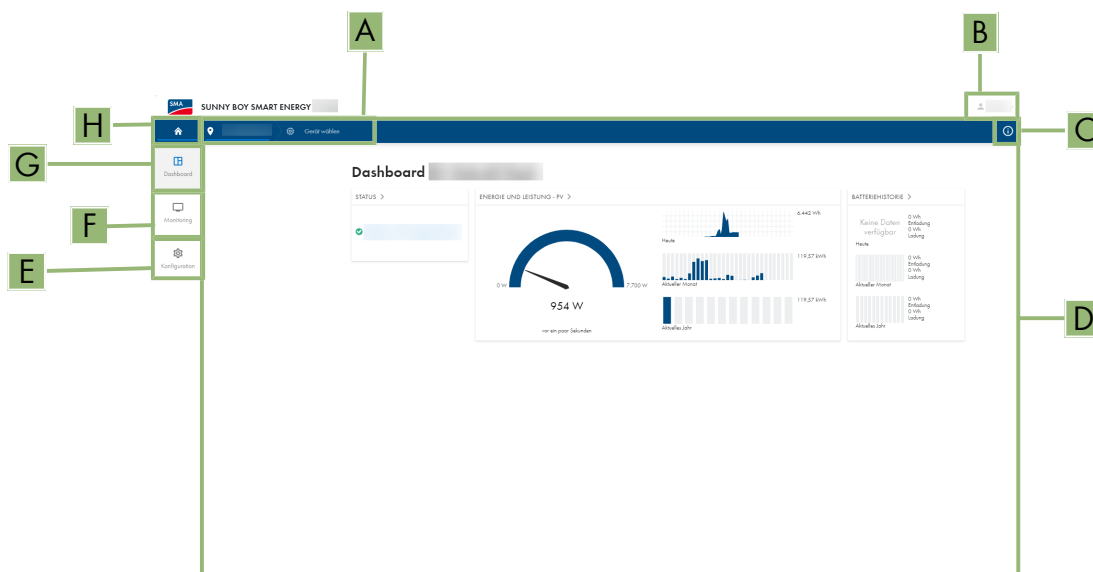 A
B
SMA
SUNNY BOY SMART ENERGY
H
Gerät wählen
C
G
Dashboard
Dashboard
STATUS >
ENERGIE UND LEISTUNG - PV >
BATTERIEHISTORIE >
F
Monitoring
6.442 Wh
Heute
Keine Daten
verfügbar
0 Wh
Entladung
0 Wh
Ladung
Heute
E
Konfiguration
119,57 kWh
Aktueller Monat
0 Wh
Entladung
0 Wh
Ladung
Aktueller Monat
0 W
7.700 W
954 W
vor ein paar Sekunden
119,57 kWh
Aktuelles Jahr
0 Wh
Entladung
0 Wh
Ladung
Aktuelles Jahr
D